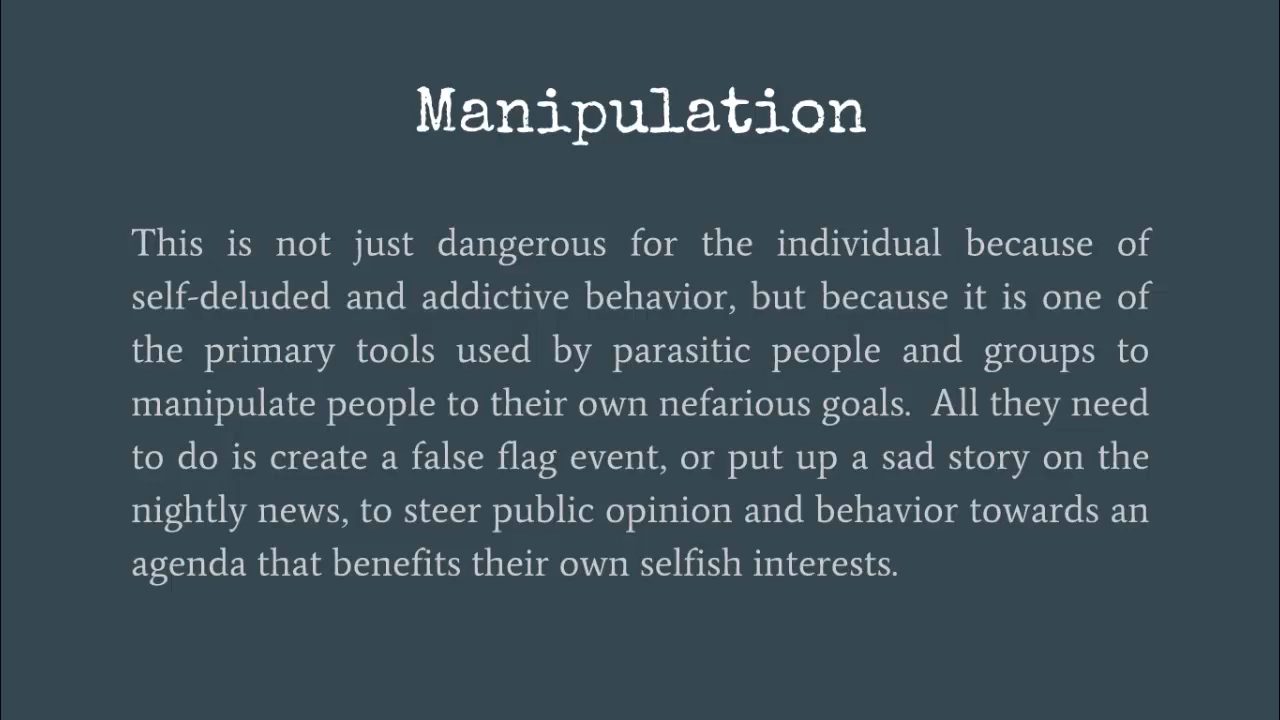 Manipulation
This is not just dangerous for the individual because of
self-deluded and addictive behavior, but because it is one of
the primary tools used by parasitic people and groups to
manipulate people to their own nefarious goals.  All they need
to do is create a false flag event, or put up a sad story on the
nightly news, to steer public opinion and behavior towards an
agenda that benefits their own selfish interests.